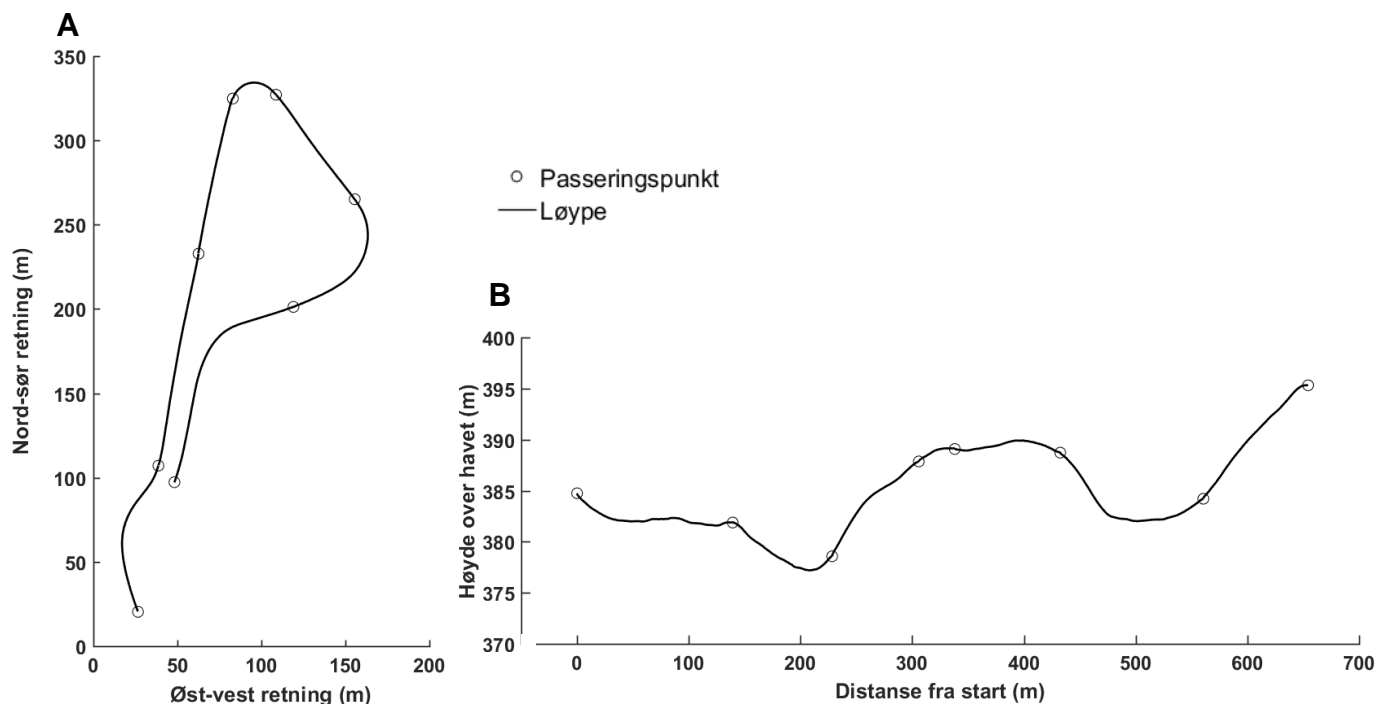 A
350
300
250
200
150
100
50
0
0 50 100 150 200
Nord-sør retning (m)
Øst-vest retning (m)
Passeringspunkt
Løype
B
400
395
390
385
380
375
370
0 100 200 300 400 500 600 700
Høyde over havet (m)
Distanse fra start (m)